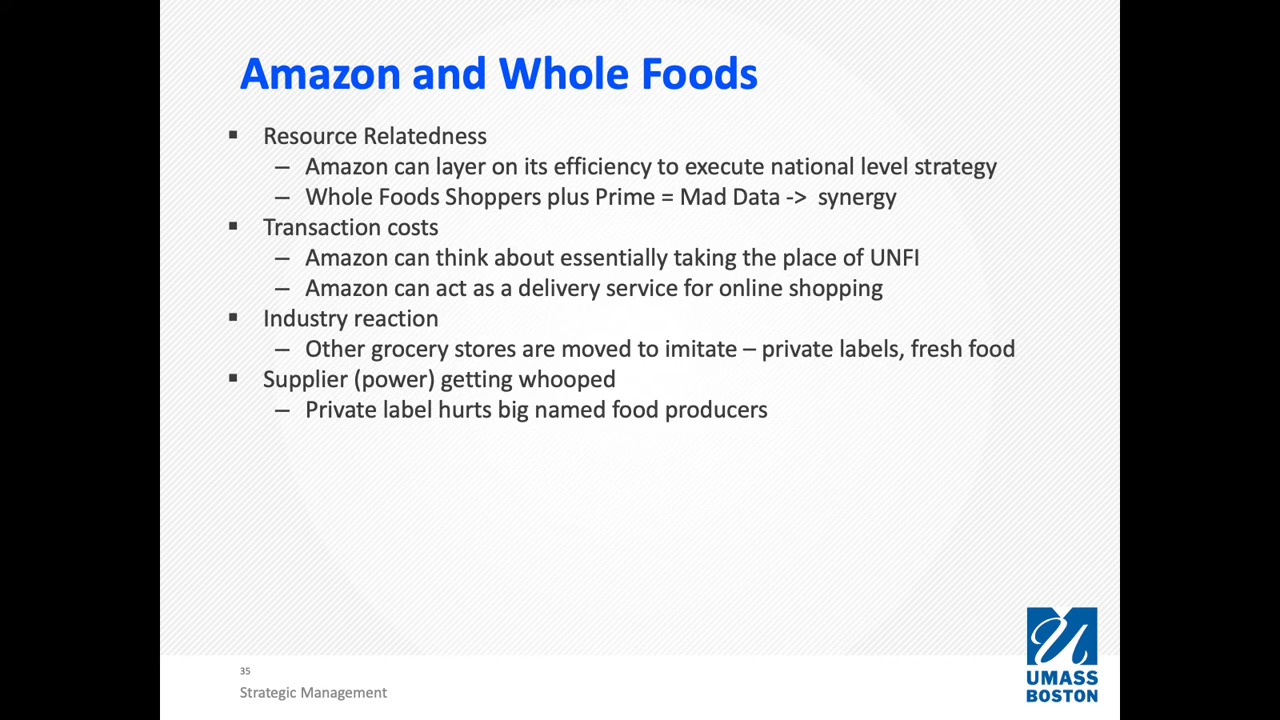 Amazon and Whole Foods
▪ Resource Relatedness
– Amazon can layer on its efficiency to execute national level strategy
– Whole Foods Shoppers plus Prime = Mad Data -> synergy
▪ Transaction costs
– Amazon can think about essentially taking the place of UNFI
– Amazon can act as a delivery service for online shopping
▪ Industry reaction
– Other grocery stores are moved to imitate – private labels, fresh food
▪ Supplier (power) getting whooped
– Private label hurts big named food producers
35
Strategic Management
UMASS
BOSTON